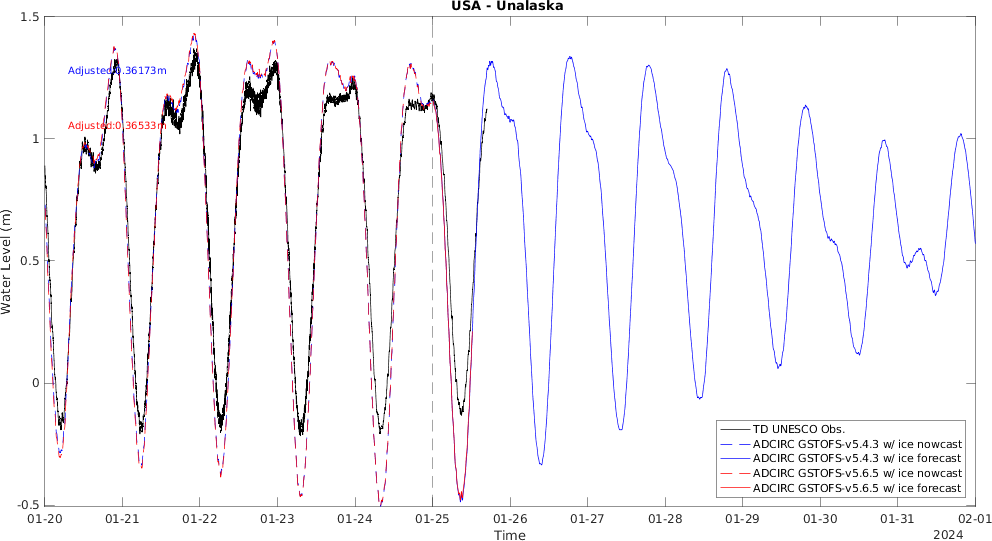 USA - Unalaska
1.5
Adjusted:0.36173m
Adjusted:0.36533m
1
0.5
0
-0.5
Water Level (m)
01-20 01-21 01-22 01-23 01-24 01-25 01-26 01-27 01-28 01-29 01-30 01-31 02-01
Time
2024
TD UNESCO Obs.
ADCIRC GSTOFS-v5.4.3 w/ ice nowcast
ADCIRC GSTOFS-v5.4.3 w/ ice forecast
ADCIRC GSTOFS-v5.6.5 w/ ice nowcast
ADCIRC GSTOFS-v5.6.5 w/ ice forecast